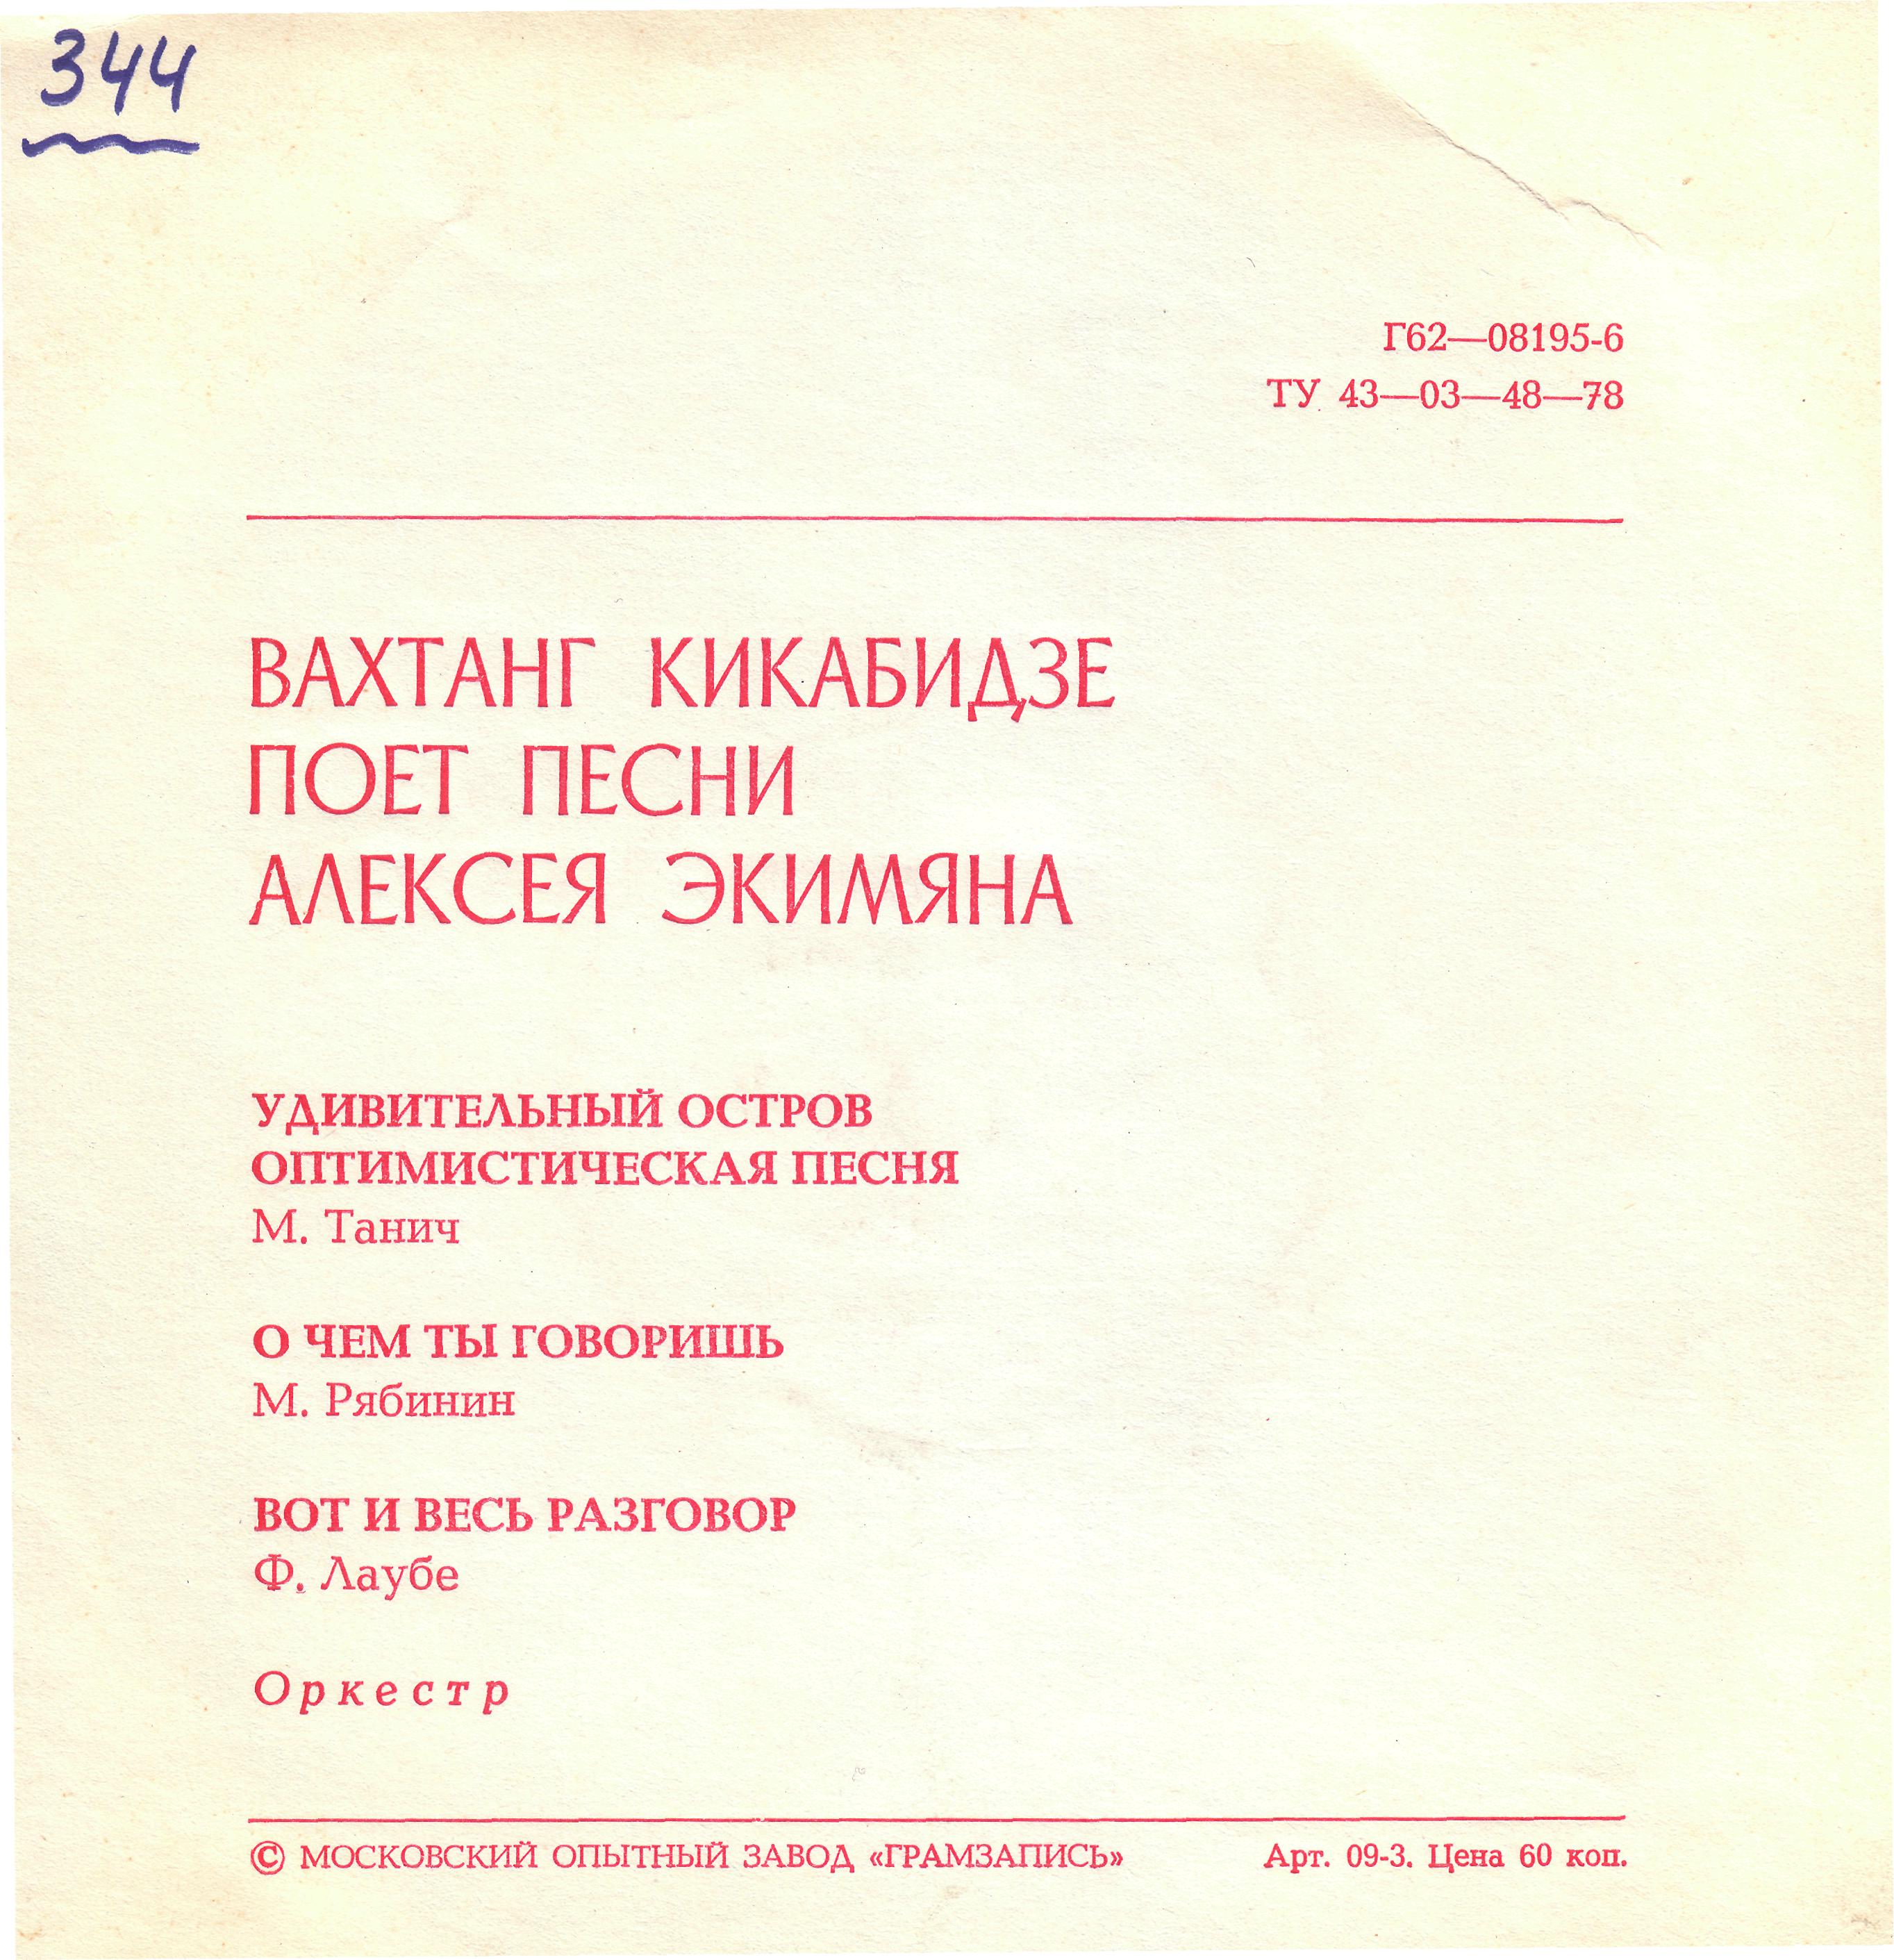 344
Г62—08195-6
ТУ 43—03—48—78
ВАХТАНГ КИКАБИДЗЕ
ПОЕТ ПЕСНИ
АЛЕКСЕЯ ЭКИМЯНА
УДИВИТЕЛЬНЫЙ ОСТРОВ
ОПТИМИСТИЧЕСКАЯ ПЕСНЯ
М. Танич
О ЧЕМ ТЫ ГОВОРИШЬ
М. Рябинин
ВОТ И ВЕСЬ РАЗГОВОР
Ф. Лаубе
Оркестр
© МОСКОВСКИЙ ОПЫТНЫЙ ЗАВОД «ГРАМЗАПИСЬ» Арт. 09-3. Цена 60 коп.